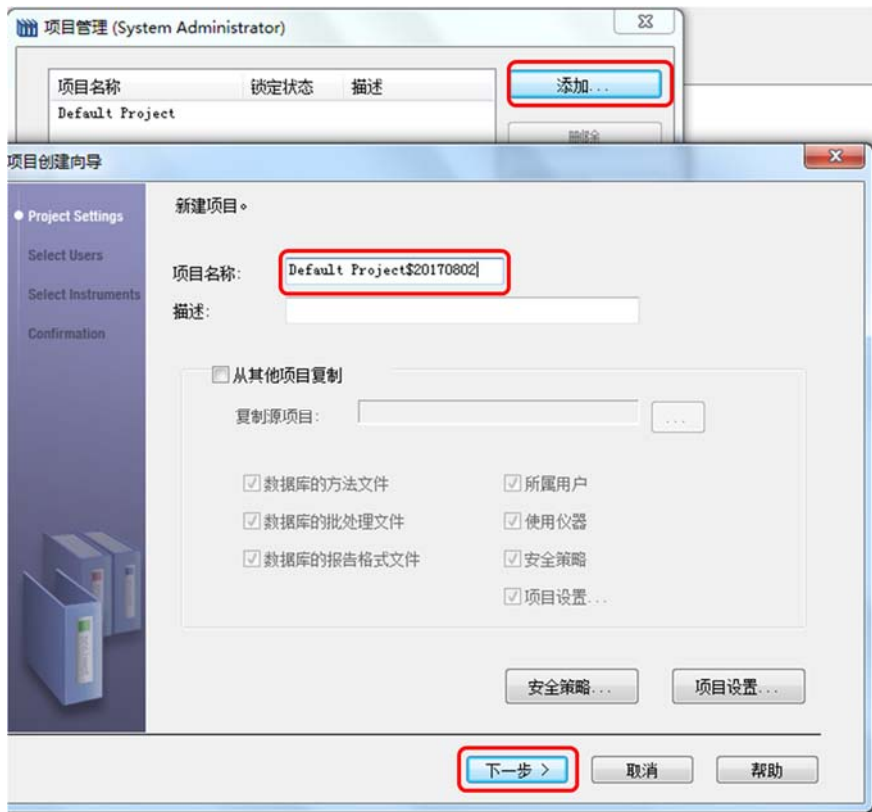 项目管理 (System Administrator)
项目名称 锁定状态 描述
添加...
Default Project
删除
项目创建向导
Project Settings
Select Users
Select Instruments
Confirmation
新建项目。
项目名称: Default Project$20170802
描述:
从其他项目复制
复制源项目: ...
数据库的方法文件 所属用户
数据库的批处理文件 使用仪器
数据库的报告格式文件 安全策略
项目设置...
安全策略... 项目设置...
下一步 > 取消 帮助